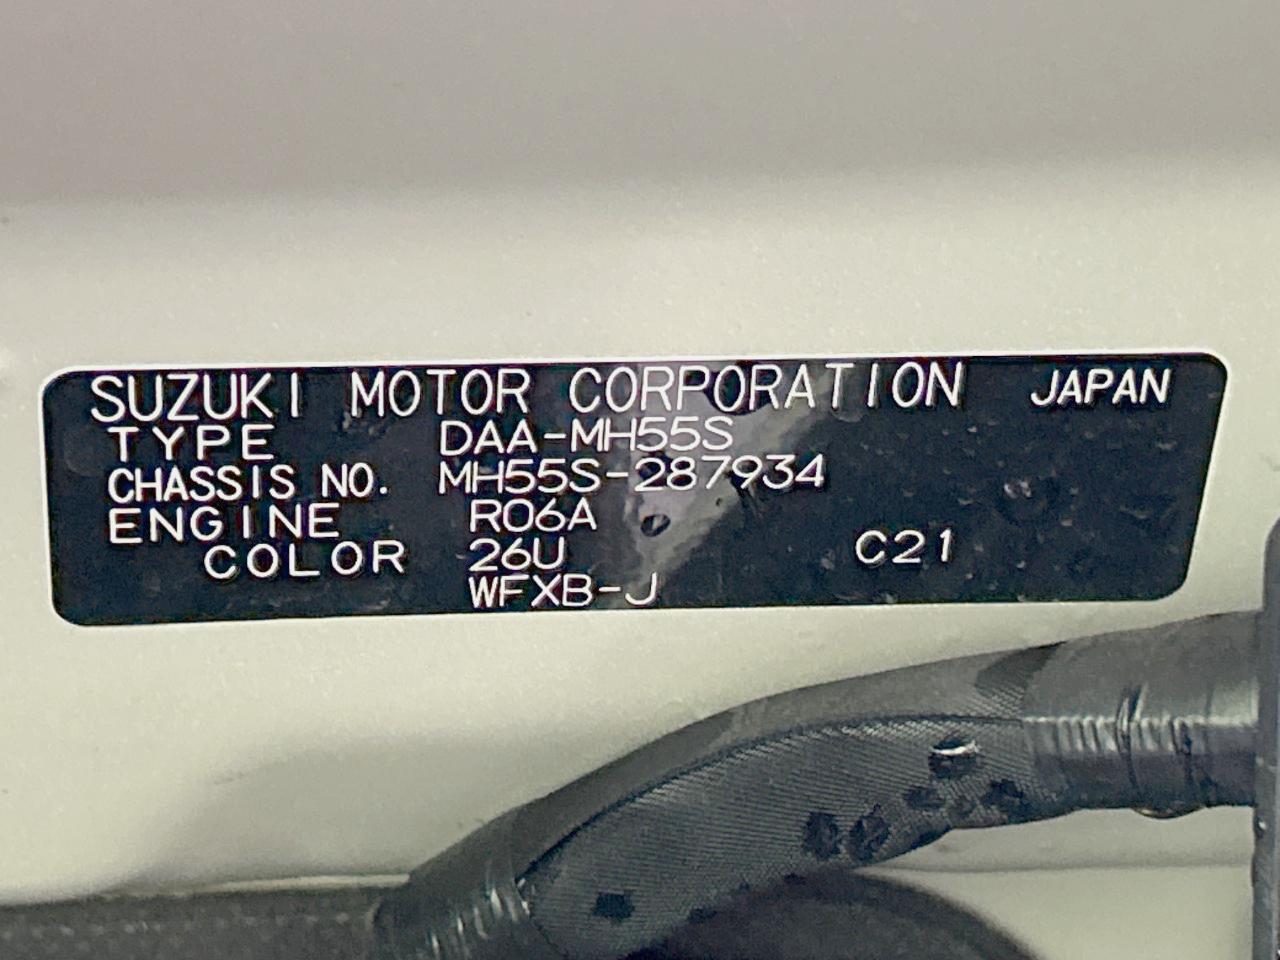 SUZUKI MOTOR CORPORATION JAPAN
TYPE DAA-MH55S
CHASSIS NO. MH55S-287934
ENGINE R06A
COLOR 26U C21
WFXB-J